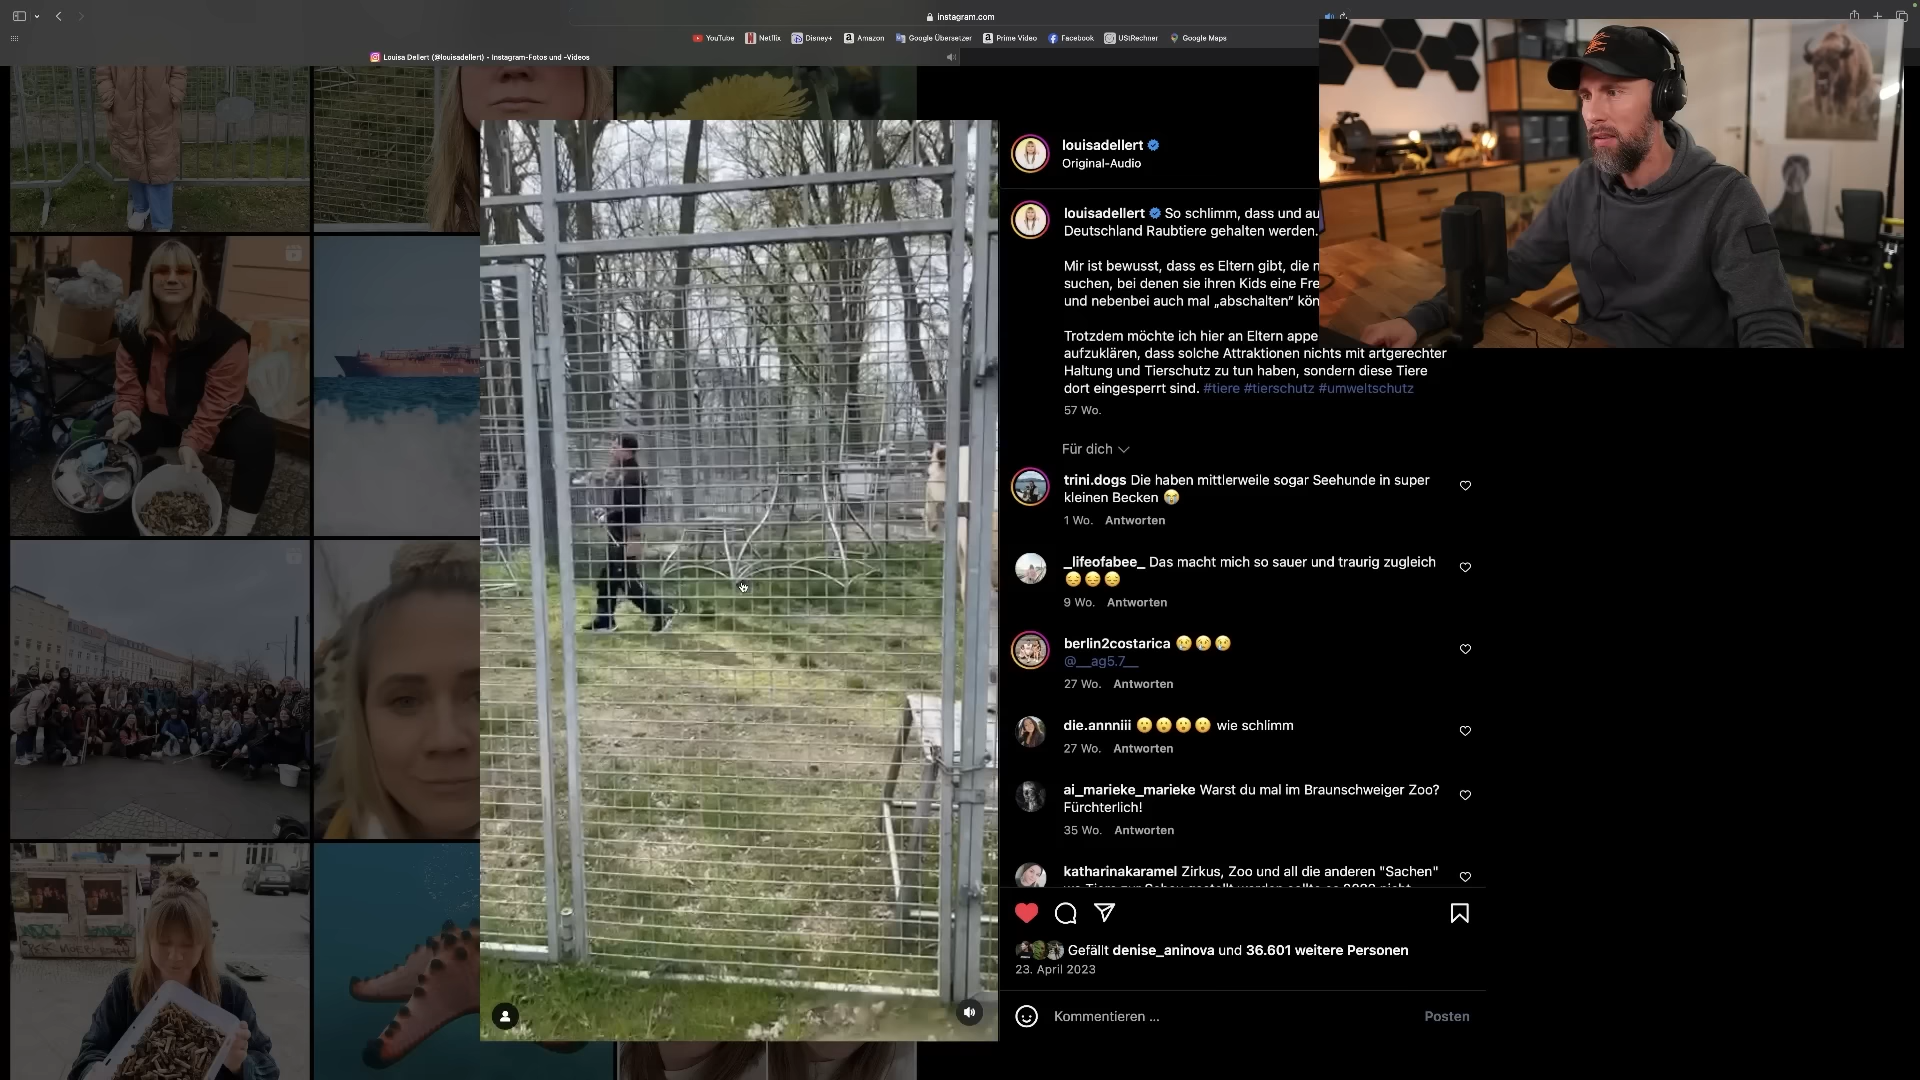 instagram.com
YouTube
Netflix
Disney+
Amazon
Google Übersetzer
Prime Video
Facebook
UStRechner
Google Maps
Louisa Dellert (@louisadellert) • Instagram-Fotos und -Videos
louisadellert
Original-Audio
louisadellert So schlimm, dass und au
Deutschland Raubtiere gehalten werden.
Mir ist bewusst, dass es Eltern gibt, die n
suchen, bei denen sie ihren Kids eine Fre
und nebenbei auch mal „abschalten“ kön
Trotzdem möchte ich hier an Eltern appe
aufzuklären, dass solche Attraktionen nichts mit artgerechter
Haltung und Tierschutz zu tun haben, sondern diese Tiere
dort eingesperrt sind. #tiere #tierschutz #umweltschutz
57 Wo.
Für dich
trini.dogs Die haben mittlerweile sogar Seehunde in super
kleinen Becken 😭
1 Wo. Antworten
_lifeofabee_ Das macht mich so sauer und traurig zugleich
😔😔😔
9 Wo. Antworten
berlin2costarica 😢😢😢
@__ag5.7__
27 Wo. Antworten
die.annniii 😮😮😮😮 wie schlimm
27 Wo. Antworten
ai_marieke_marieke Warst du mal im Braunschweiger Zoo?
Fürchterlich!
35 Wo. Antworten
katharinakaramel Zirkus, Zoo und all die anderen "Sachen"
Gefällt denise_aninova und 36.601 weitere Personen
23. April 2023
Kommentieren ...
Posten